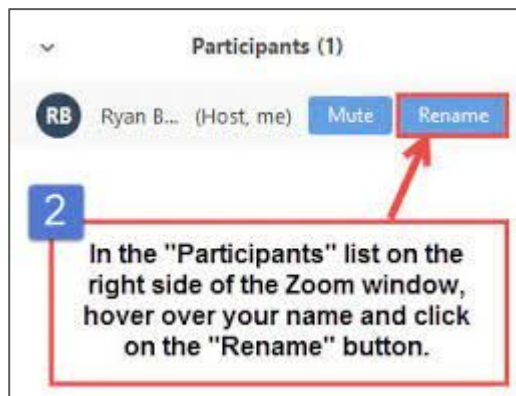 Participants (1)
RB Ryan B... (Host, me) Mute Rename
2
In the "Participants" list on the
right side of the Zoom window,
hover over your name and click
on the "Rename" button.